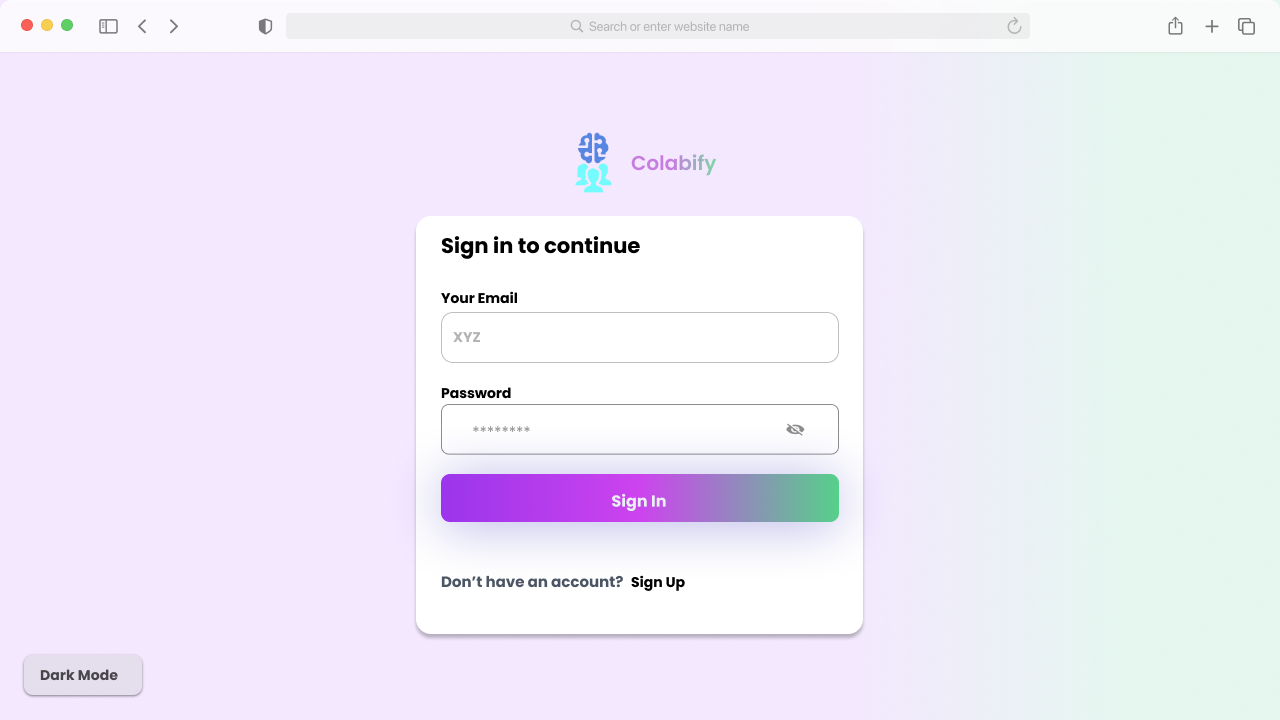 Search or enter website name
Colabify
Sign in to continue
Your Email
XYZ
Password
********
Sign In
Don’t have an account? Sign Up
Dark Mode